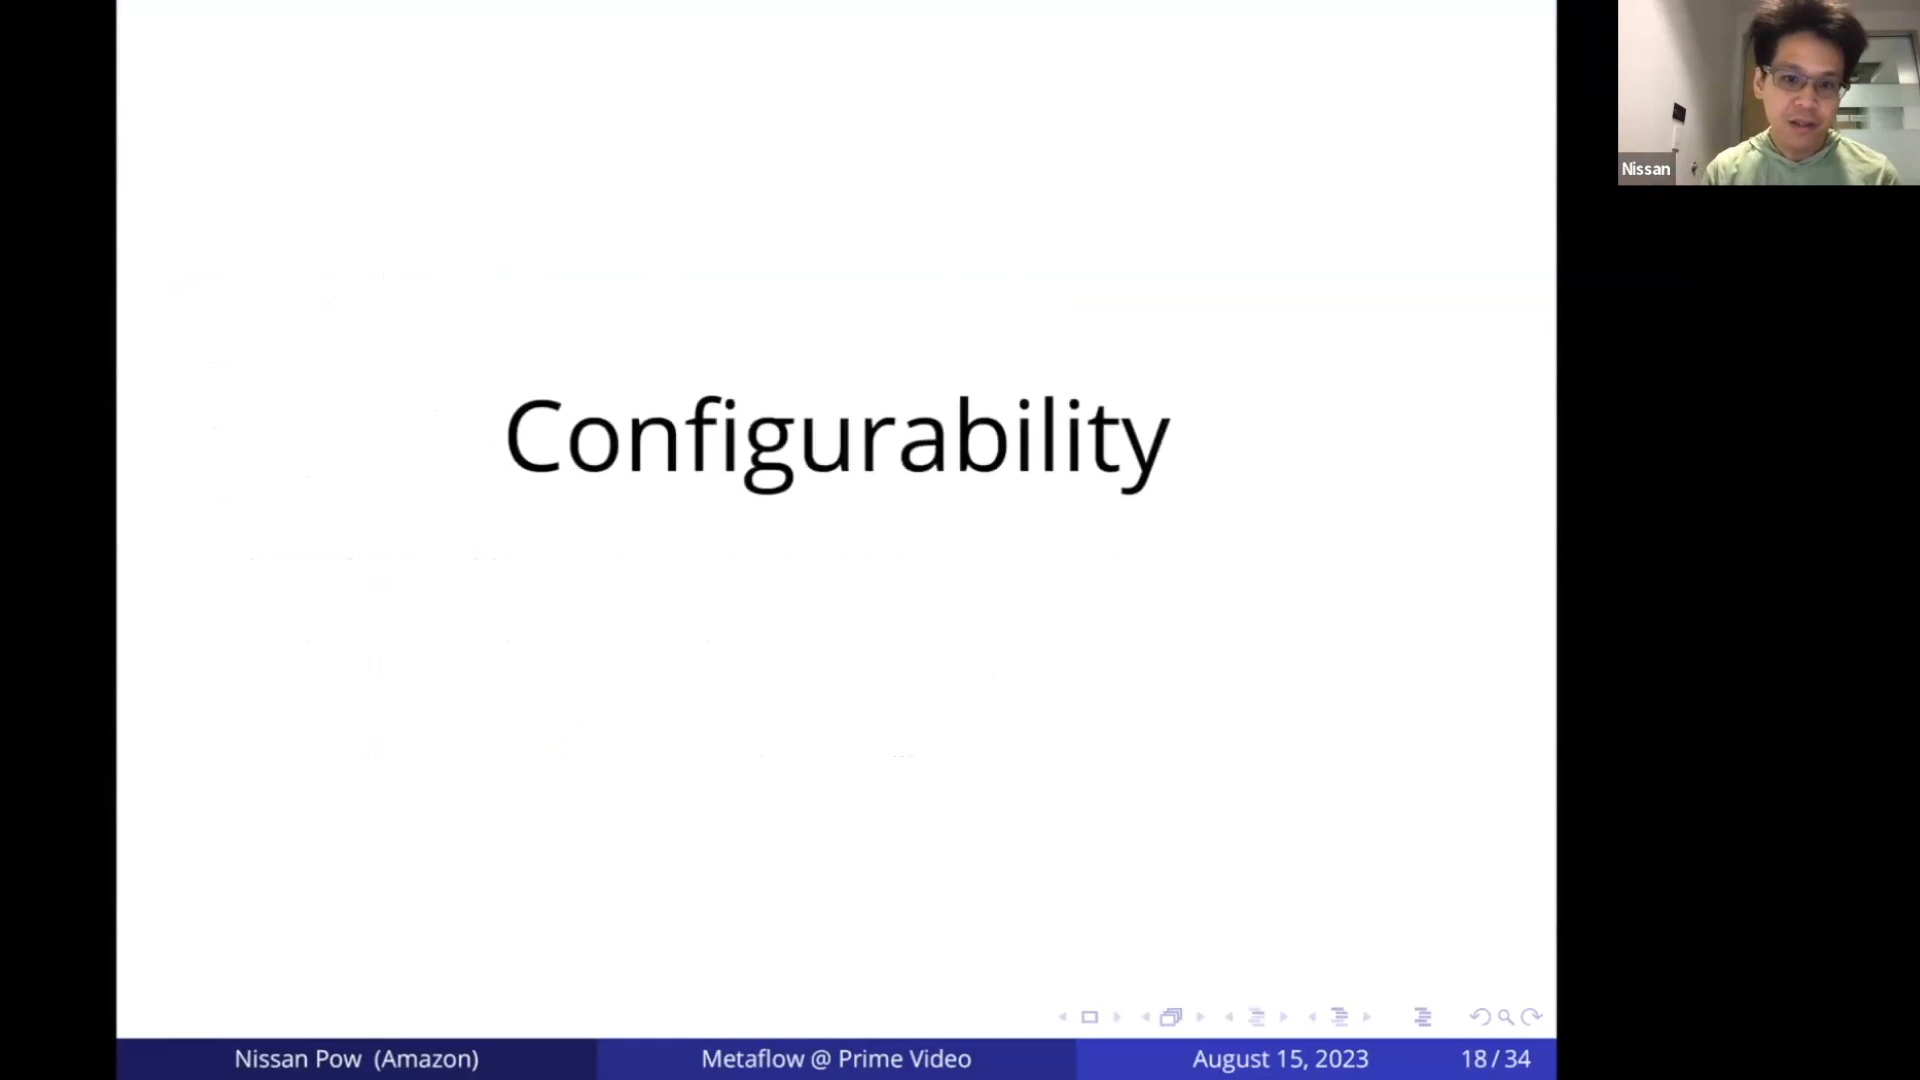 Nissan
Configurability
Nissan Pow (Amazon)
Metaflow @ Prime Video
August 15, 2023
18 / 34